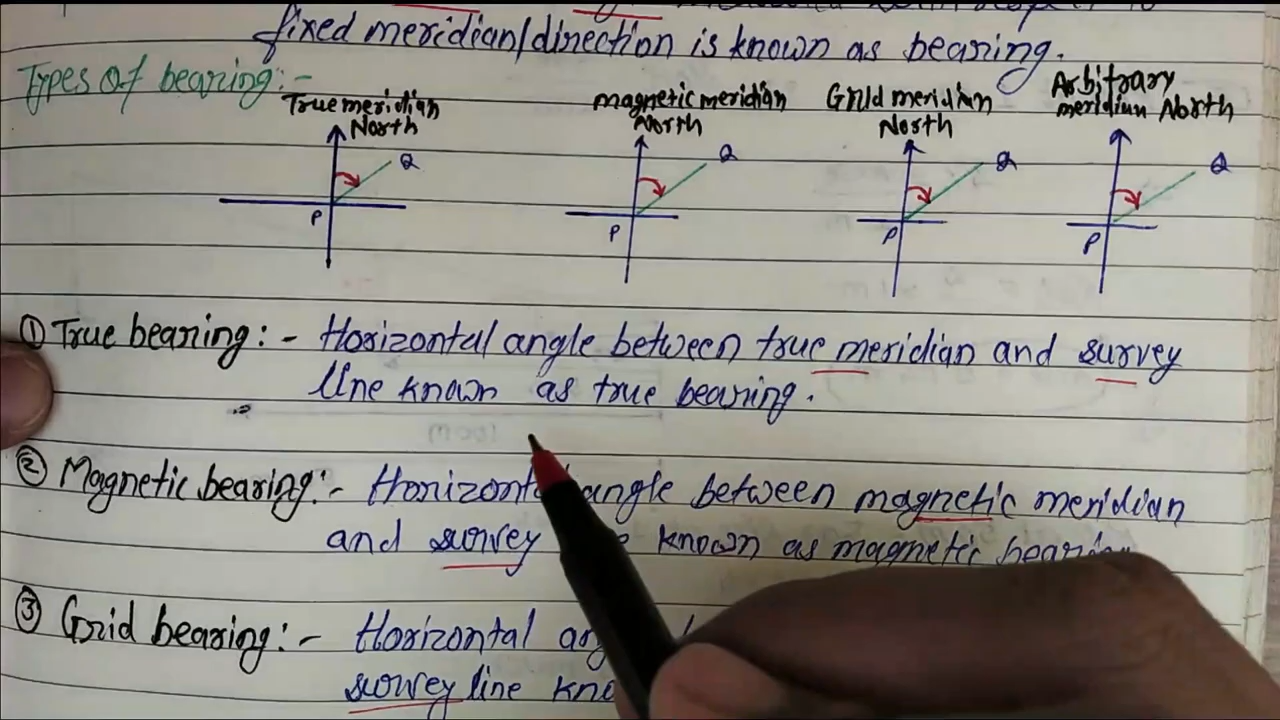 fixed meridian/direction is known as bearing.
Types of bearing:-
True meridian North
magnetic meridian North
Grid meridian North
Arbitrary meridian North
Q
Q
Q
Q
P
P
P
P
① True bearing:- Horizontal angle between true meridian and survey
line known as true bearing.
② Magnetic bearing:- Horizontal angle between magnetic meridian
and survey known as magnetic bearing
③ Grid bearing:- Horizontal
survey line